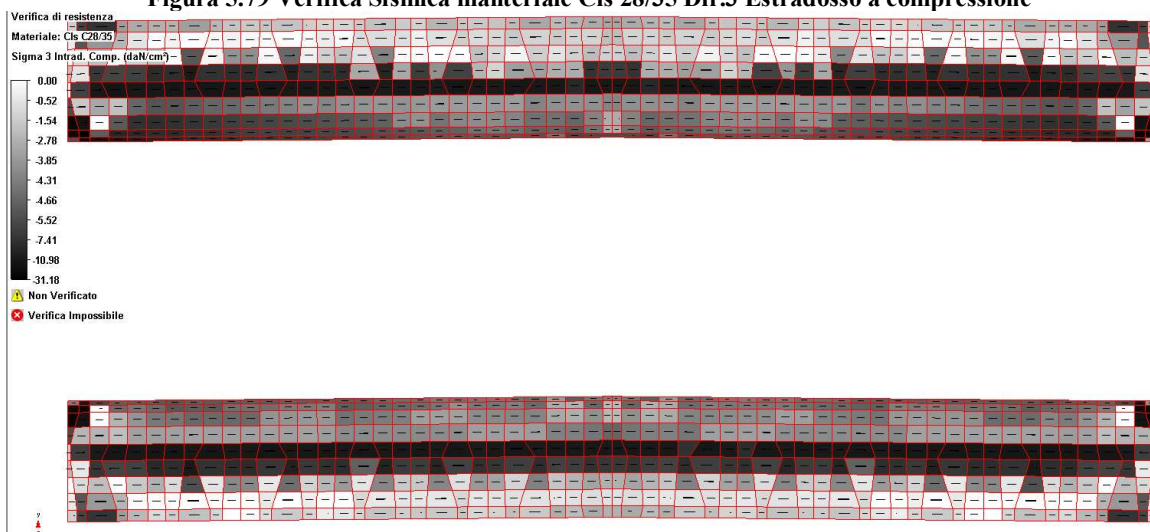 Figura 5.79 Verifica Sismica manteriale Cls 28/35 Dir.3 Estradosso a compressione
Verifica di resistenza
Materiale: Cls C28/35
Sigma 3 Intrad. Comp. (daN/cm²)
0.00
-0.52
-1.54
-2.78
-3.85
-4.31
-4.66
-5.52
-7.41
-10.98
-31.18
Non Verificato
Verifica Impossibile
y